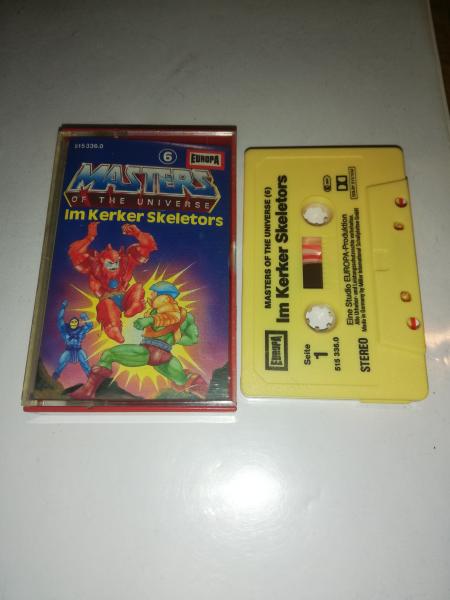 515 336.0
6
EUROPA
MASTERS
OF THE UNIVERSE
Im Kerker Skeletors
MASTERS OF THE UNIVERSE (6)
Im Kerker Skeletors
EUROPA
Seite
1
515 336.0
Eine Studio EUROPA-Produktion
STEREO